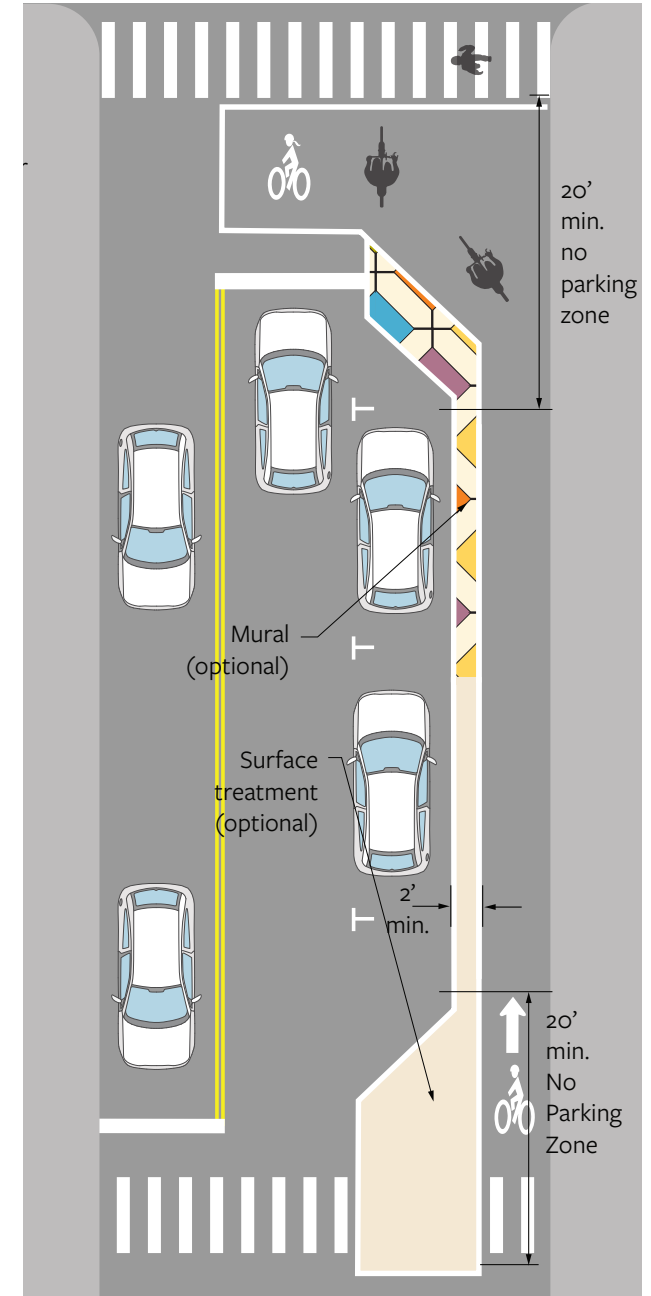 20’
min.
no
parking
zone
Mural
(optional)
Surface
treatment
(optional)
2’
min.
20’
min.
No
Parking
Zone